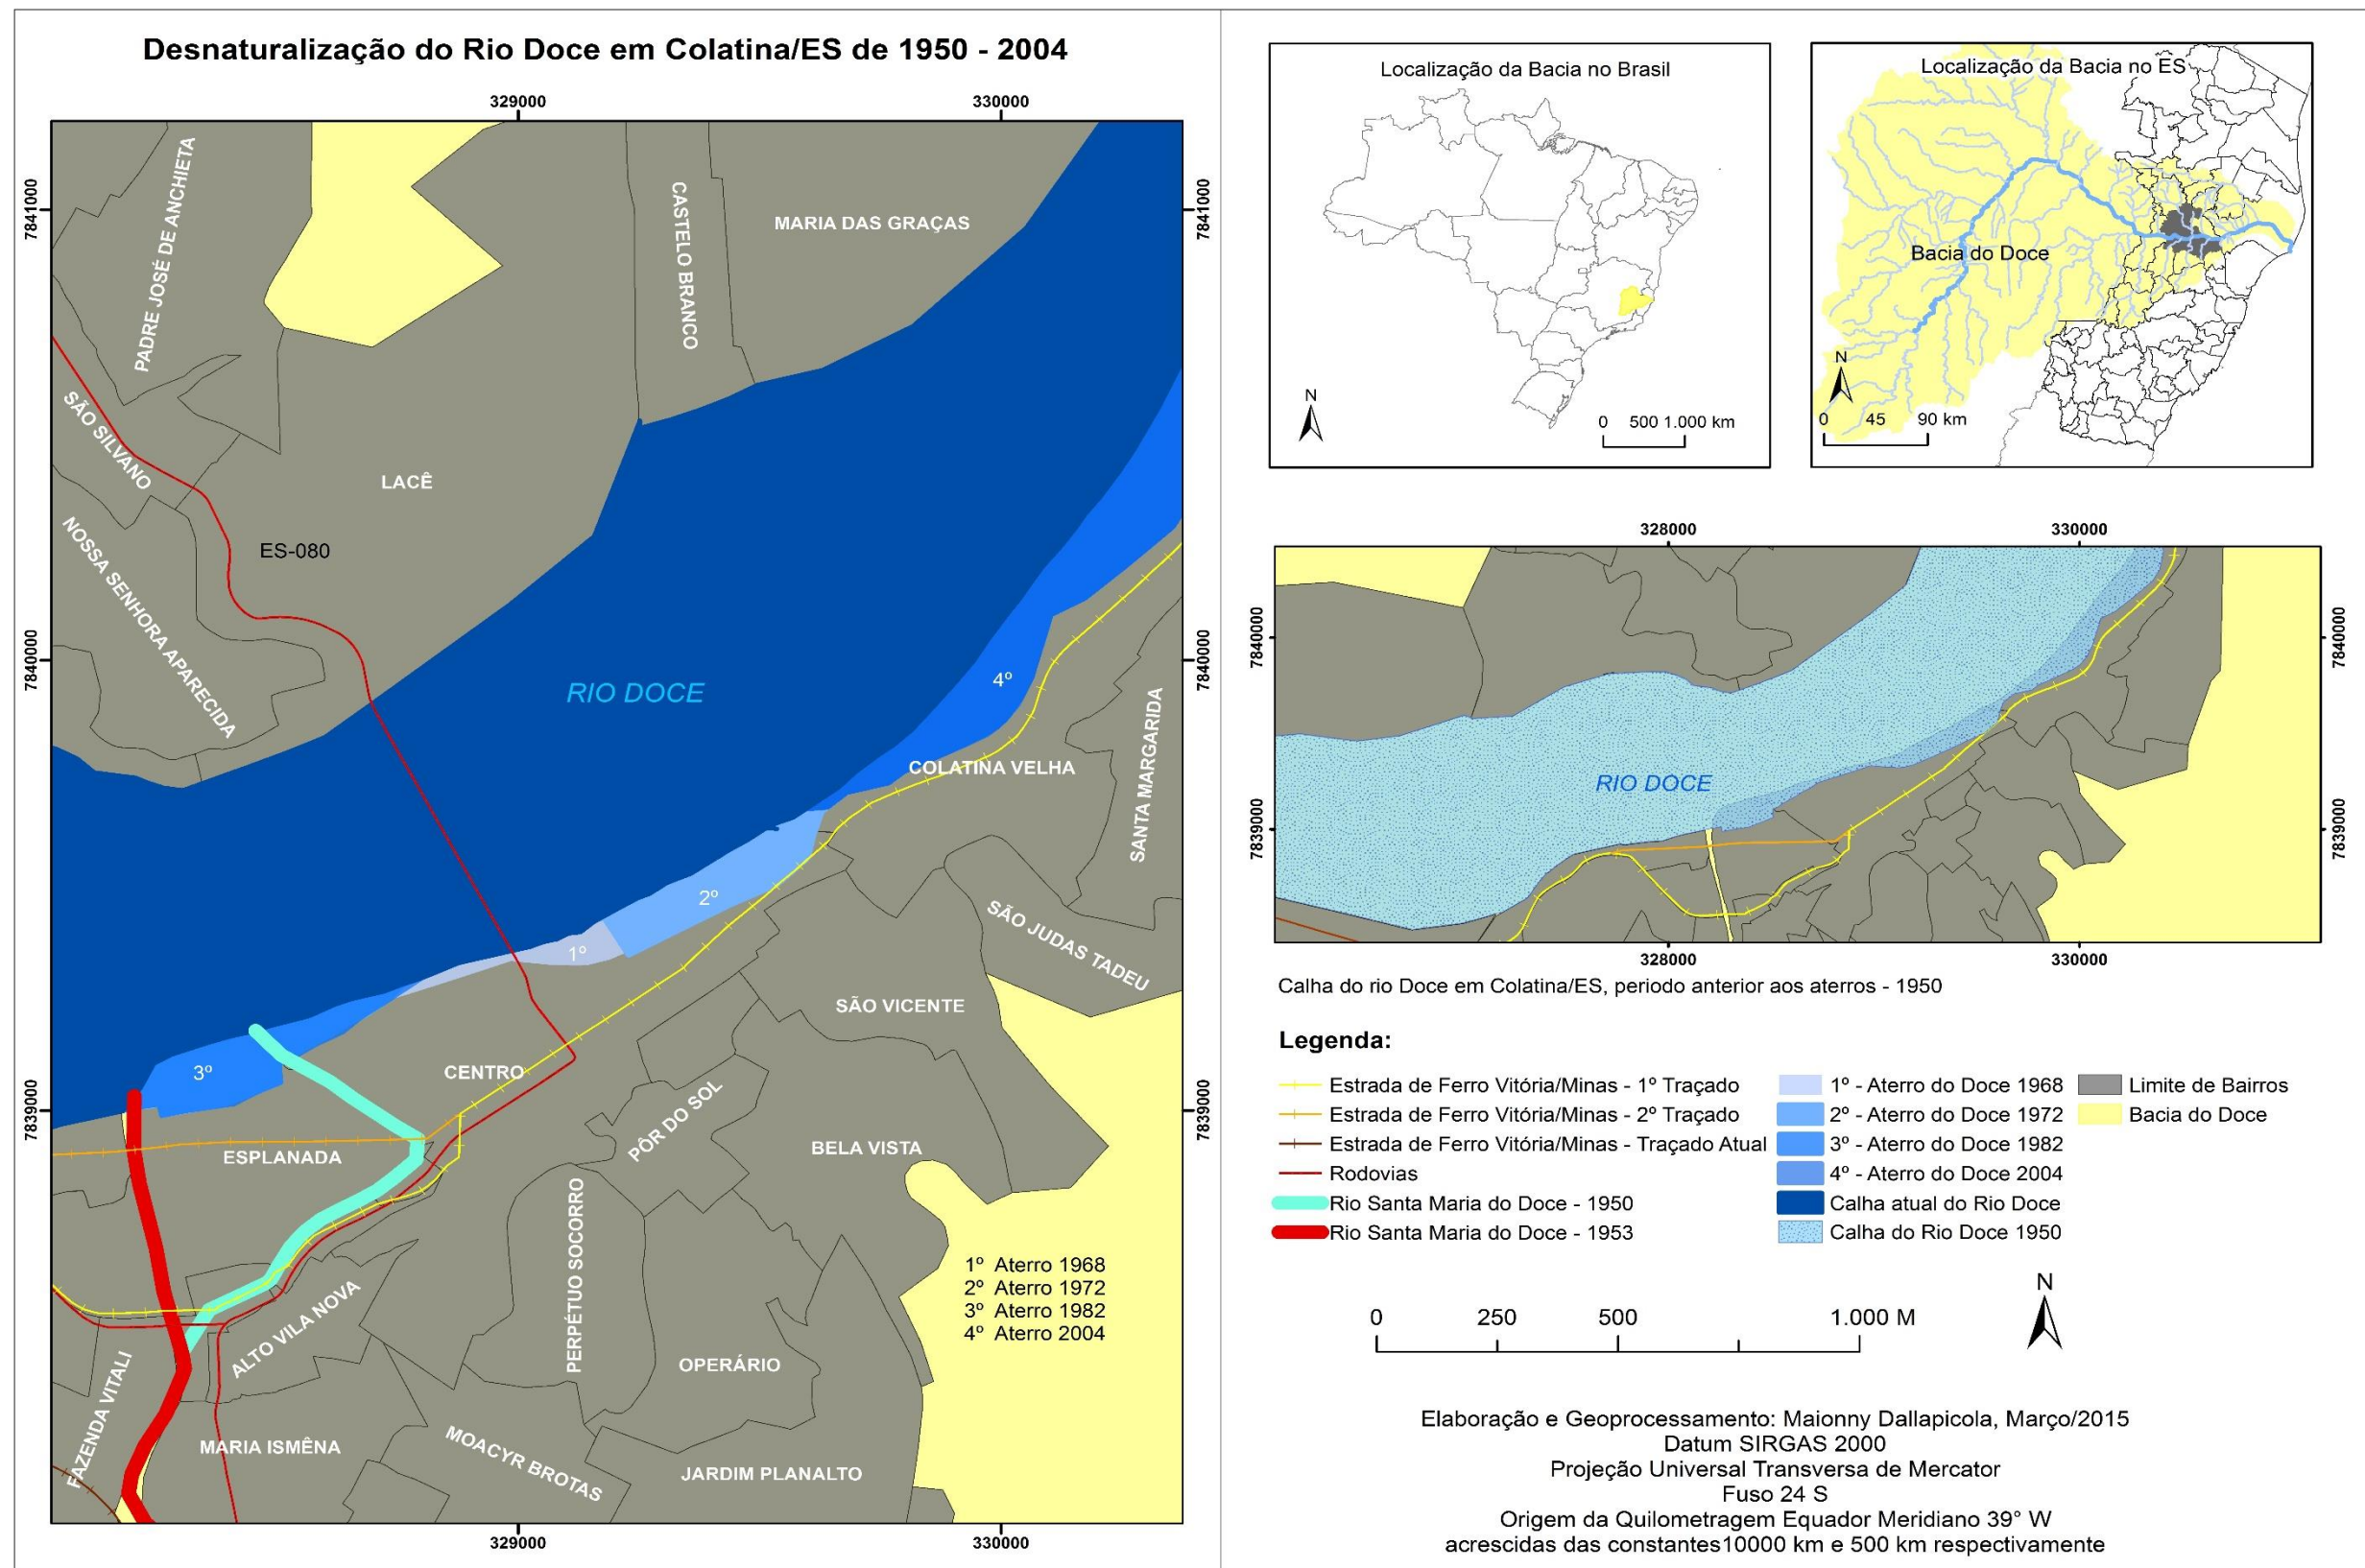 Desnaturalização do Rio Doce em Colatina/ES de 1950 - 2004
329000
330000
7841000
7841000
7840000
7840000
7839000
7839000
329000
330000
PADRE JOSÉ DE ANCHIETA
CASTELO BRANCO
MARIA DAS GRAÇAS
SÃO SILVANO
LACÊ
NOSSA SENHORA APARECIDA
ES-080
RIO DOCE
4º
COLATINA VELHA
SANTA MARGARIDA
2º
SÃO JUDAS TADEU
1º
SÃO VICENTE
3º
CENTRO
PÔR DO SOL
BELA VISTA
ESPLANADA
PERPÉTUO SOCORRO
ALTO VILA NOVA
1º Aterro 1968
2º Aterro 1972
3º Aterro 1982
4º Aterro 2004
OPERÁRIO
FAZENDA VITALI
MARIA ISMÊNA
MOACYR BROTAS
JARDIM PLANALTO
Localização da Bacia no Brasil
N
0 500 1.000 km
Localização da Bacia no ES
Bacia do Doce
N
0 45 90 km
328000
330000
7840000
7840000
RIO DOCE
7839000
7839000
328000
330000
Calha do rio Doce em Colatina/ES, periodo anterior aos aterros - 1950
Legenda:
Estrada de Ferro Vitória/Minas - 1º Traçado
Estrada de Ferro Vitória/Minas - 2º Traçado
Estrada de Ferro Vitória/Minas - Traçado Atual
Rodovias
Rio Santa Maria do Doce - 1950
Rio Santa Maria do Doce - 1953
1º - Aterro do Doce 1968
2º - Aterro do Doce 1972
3º - Aterro do Doce 1982
4º - Aterro do Doce 2004
Calha atual do Rio Doce
Calha do Rio Doce 1950
Limite de Bairros
Bacia do Doce
0 250 500 1.000 M
N
Elaboração e Geoprocessamento: Maionny Dallapicola, Março/2015
Datum SIRGAS 2000
Projeção Universal Transversa de Mercator
Fuso 24 S
Origem da Quilometragem Equador Meridiano 39° W
acrescidas das constantes10000 km e 500 km respectivamente